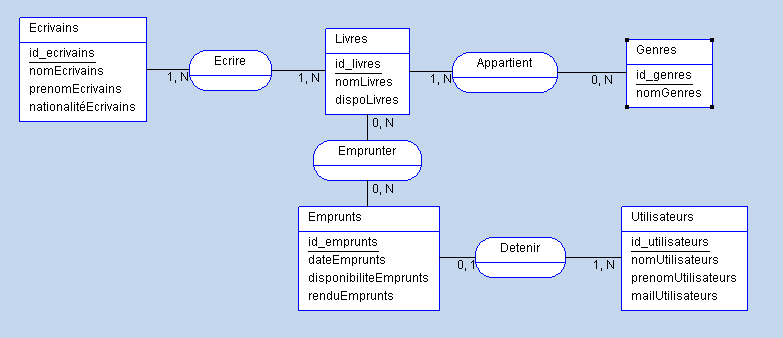 Ecrivains
id_ecrivains
nomEcrivains
prenomEcrivains
nationalitéEcrivains
1, N
Ecrire
1, N
Livres
id_livres
nomLivres
dispoLivres
1, N
Appartient
0, N
Genres
id_genres
nomGenres
0, N
Emprunter
0, N
Emprunts
id_emprunts
dateEmprunts
disponibiliteEmprunts
renduEmprunts
0, 1
Detenir
1, N
Utilisateurs
id_utilisateurs
nomUtilisateurs
prenomUtilisateurs
mailUtilisateurs